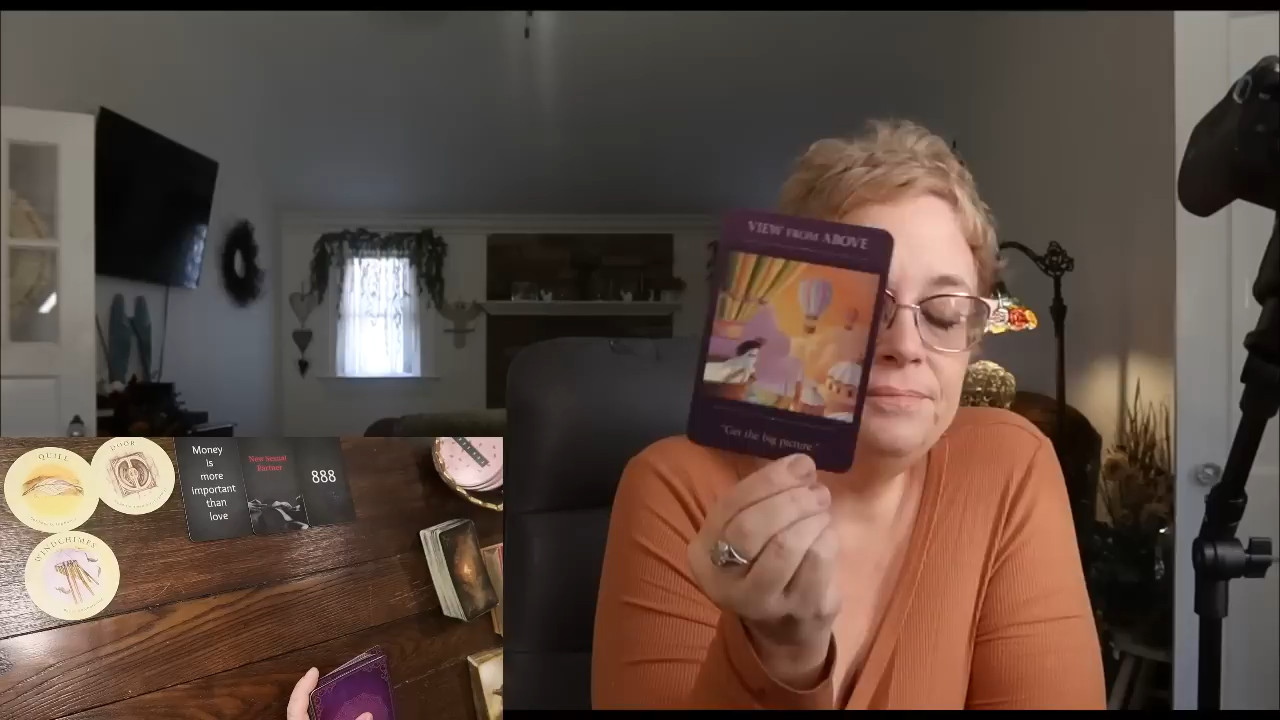 VIEW FROM ABOVE
"Get the big picture."
QUILL
DOOR
WINDCHIMES
Money
is
more
important
than
love
New Sexual
Partner
888